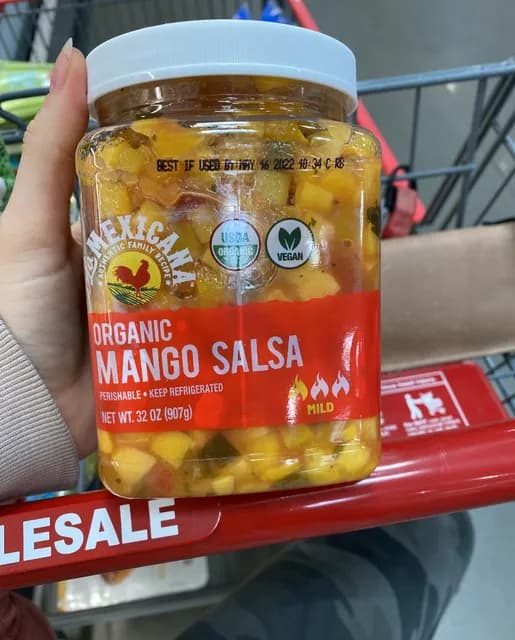 BEST IF USED BY: MAY 16 2022 10:34 C
LA MEXICANA
AUTHENTIC FAMILY RECIPE
USDA
ORGANIC
VEGAN
ORGANIC
MANGO SALSA
PERISHABLE • KEEP REFRIGERATED
MILD
NET WT. 32 OZ (907g)
LESALE